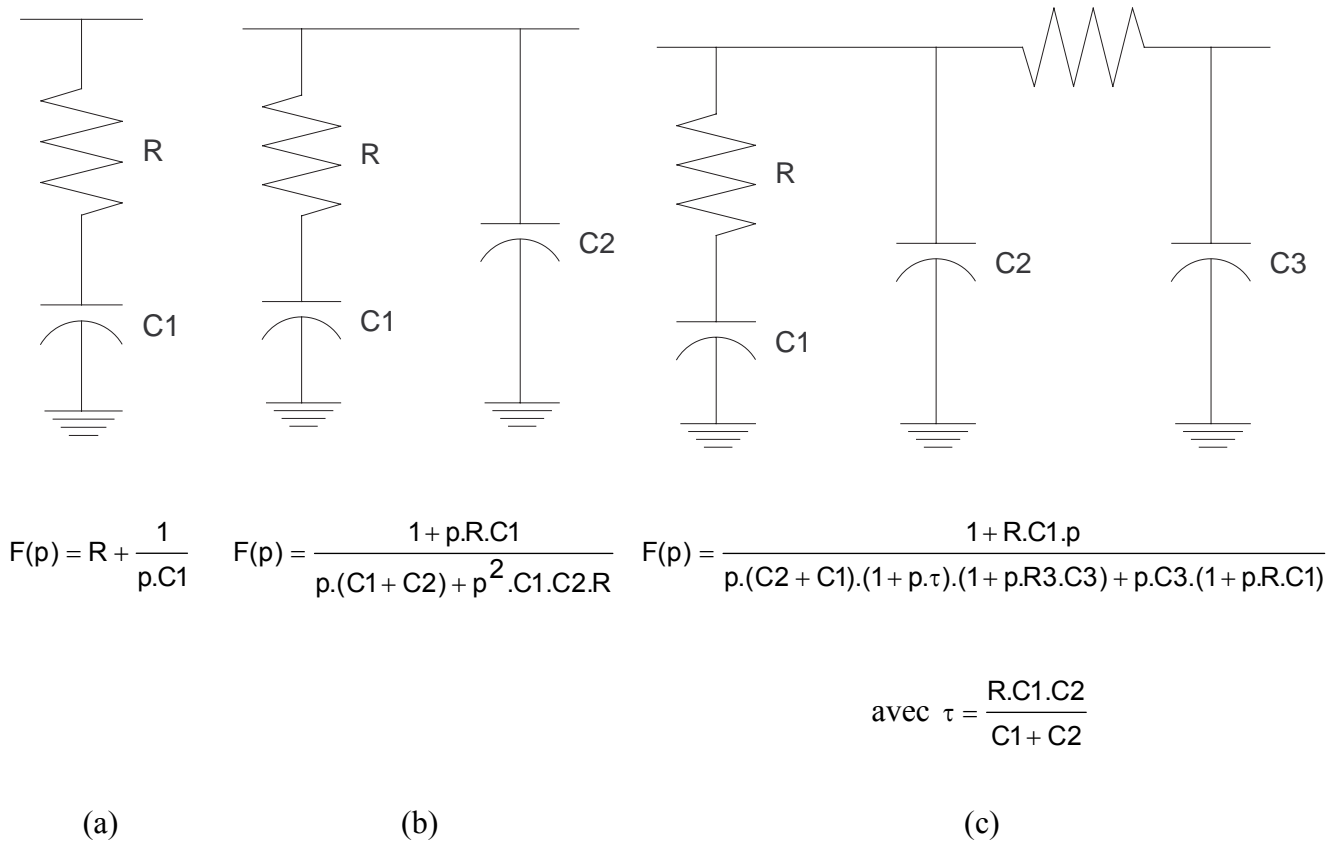 R
C1
R
C1
C2
R
C1
C2
C3
F(p) = R + 1 / p.C1
F(p) = 1 + p.R.C1 / p.(C1 + C2) + p².C1.C2.R
F(p) = 1 + R.C1.p / p.(C2 + C1).(1 + p.τ).(1 + p.R3.C3) + p.C3.(1 + p.R.C1)
avec τ = R.C1.C2 / C1 + C2
(a) (b) (c)